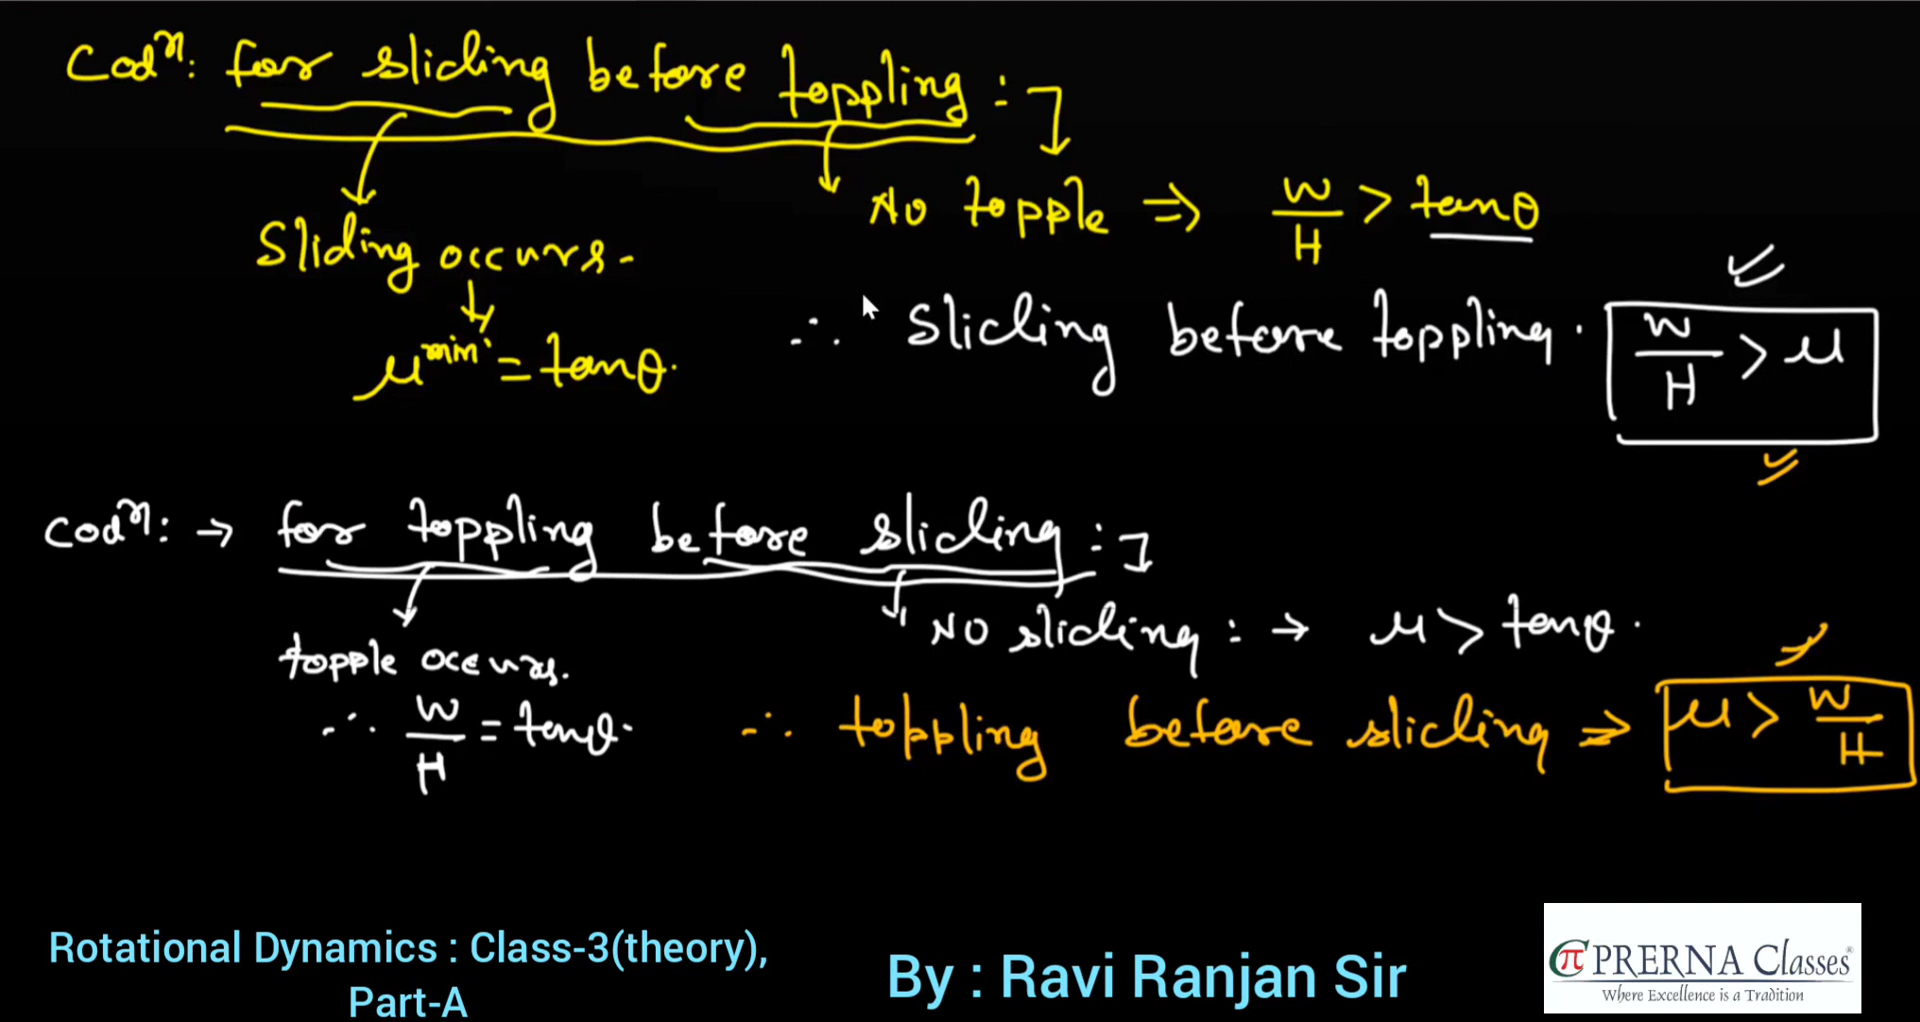 Codⁿ: for sliding before toppling :
No topple ⇒ W/H > tanθ
Sliding occurs.
μmin = tanθ.
∴ Sliding before toppling. W/H > μ
Codⁿ: → for toppling before sliding :
topple occurs.
NO sliding : → μ > tanθ.
∴ W/H = tanθ.
∴ toppling before sliding ⇒ μ > W/H
Rotational Dynamics : Class-3(theory),
Part-A
By : Ravi Ranjan Sir
π PRERNA Classes®
Where Excellence is a Tradition